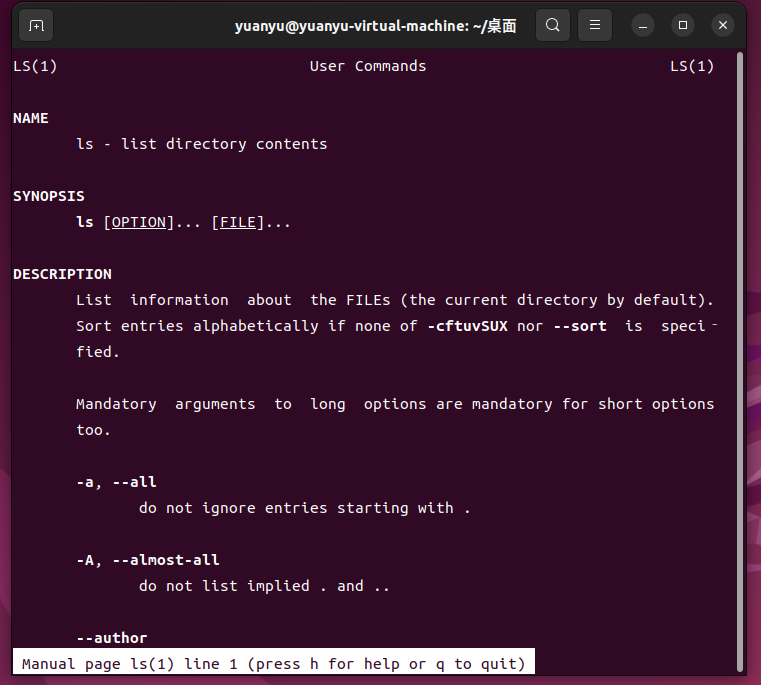 yuanyu@yuanyu-virtual-machine: ~/桌面
LS(1) User Commands LS(1)
NAME
ls - list directory contents
SYNOPSIS
ls [OPTION]... [FILE]...
DESCRIPTION
List information about the FILEs (the current directory by default).
Sort entries alphabetically if none of -cftuvSUX nor --sort is speci‐
fied.
Mandatory arguments to long options are mandatory for short options
too.
-a, --all
do not ignore entries starting with .
-A, --almost-all
do not list implied . and ..
--author
Manual page ls(1) line 1 (press h for help or q to quit)